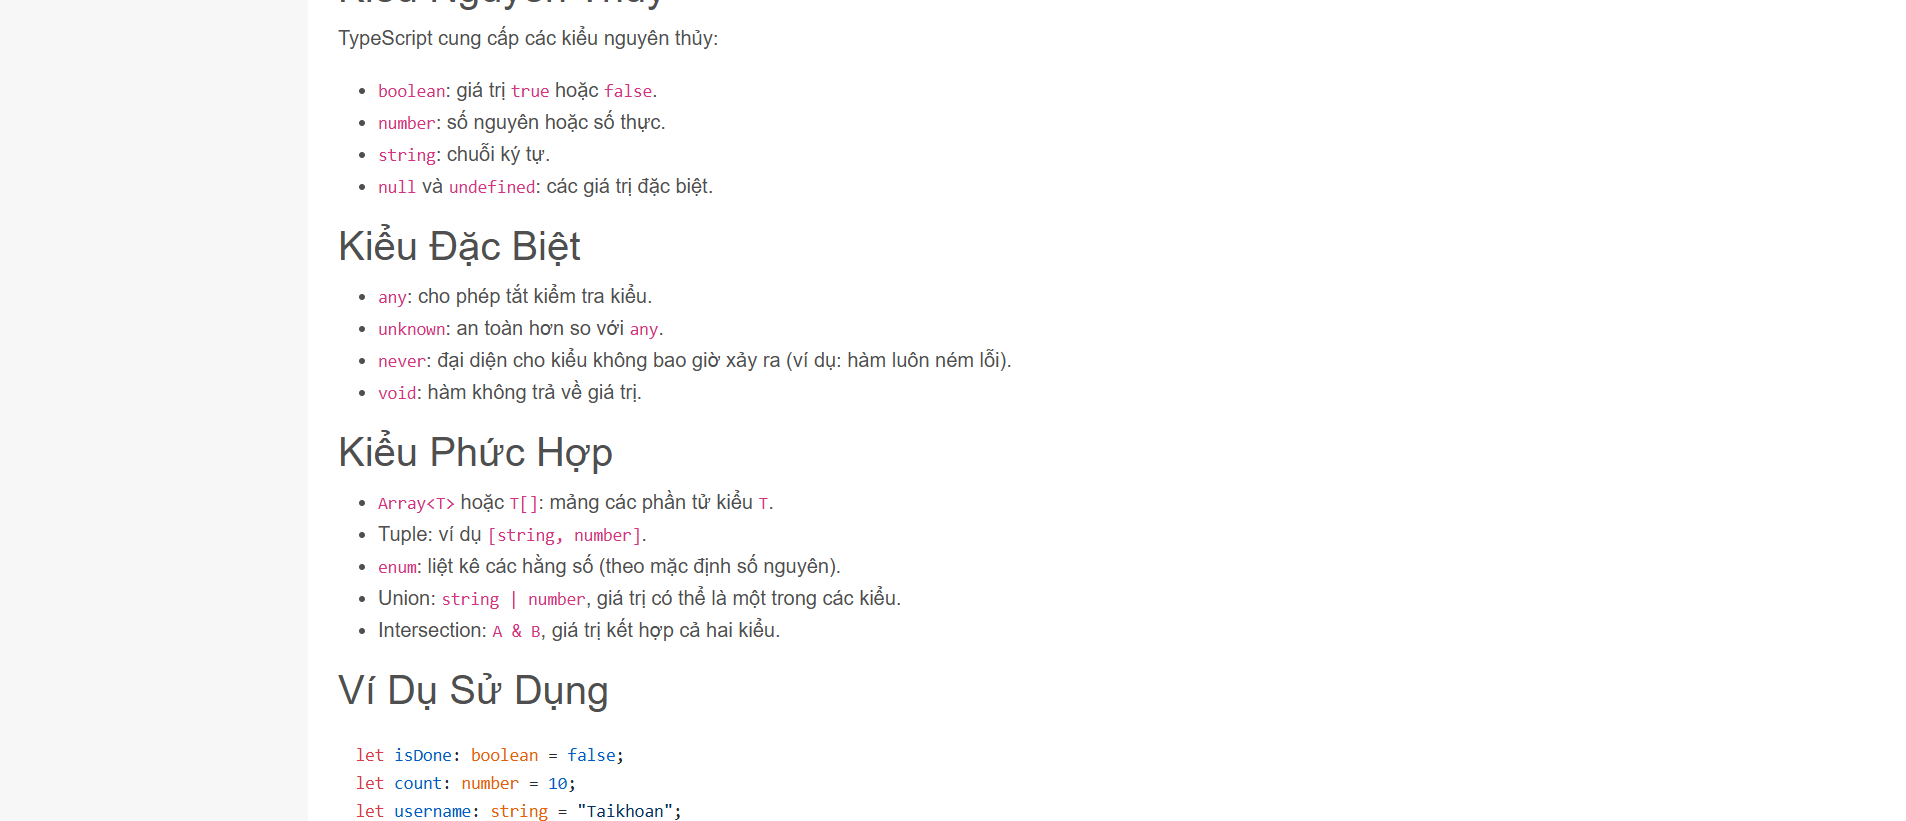 Kiểu Nguyên Thủy
TypeScript cung cấp các kiểu nguyên thủy:
boolean: giá trị true hoặc false.
number: số nguyên hoặc số thực.
string: chuỗi ký tự.
null và undefined: các giá trị đặc biệt.
Kiểu Đặc Biệt
any: cho phép tắt kiểm tra kiểu.
unknown: an toàn hơn so với any.
never: đại diện cho kiểu không bao giờ xảy ra (ví dụ: hàm luôn ném lỗi).
void: hàm không trả về giá trị.
Kiểu Phức Hợp
Array<T> hoặc T[]: mảng các phần tử kiểu T.
Tuple: ví dụ [string, number].
enum: liệt kê các hằng số (theo mặc định số nguyên).
Union: string | number, giá trị có thể là một trong các kiểu.
Intersection: A & B, giá trị kết hợp cả hai kiểu.
Ví Dụ Sử Dụng
let isDone: boolean = false;
let count: number = 10;
let username: string = "Taikhoan";